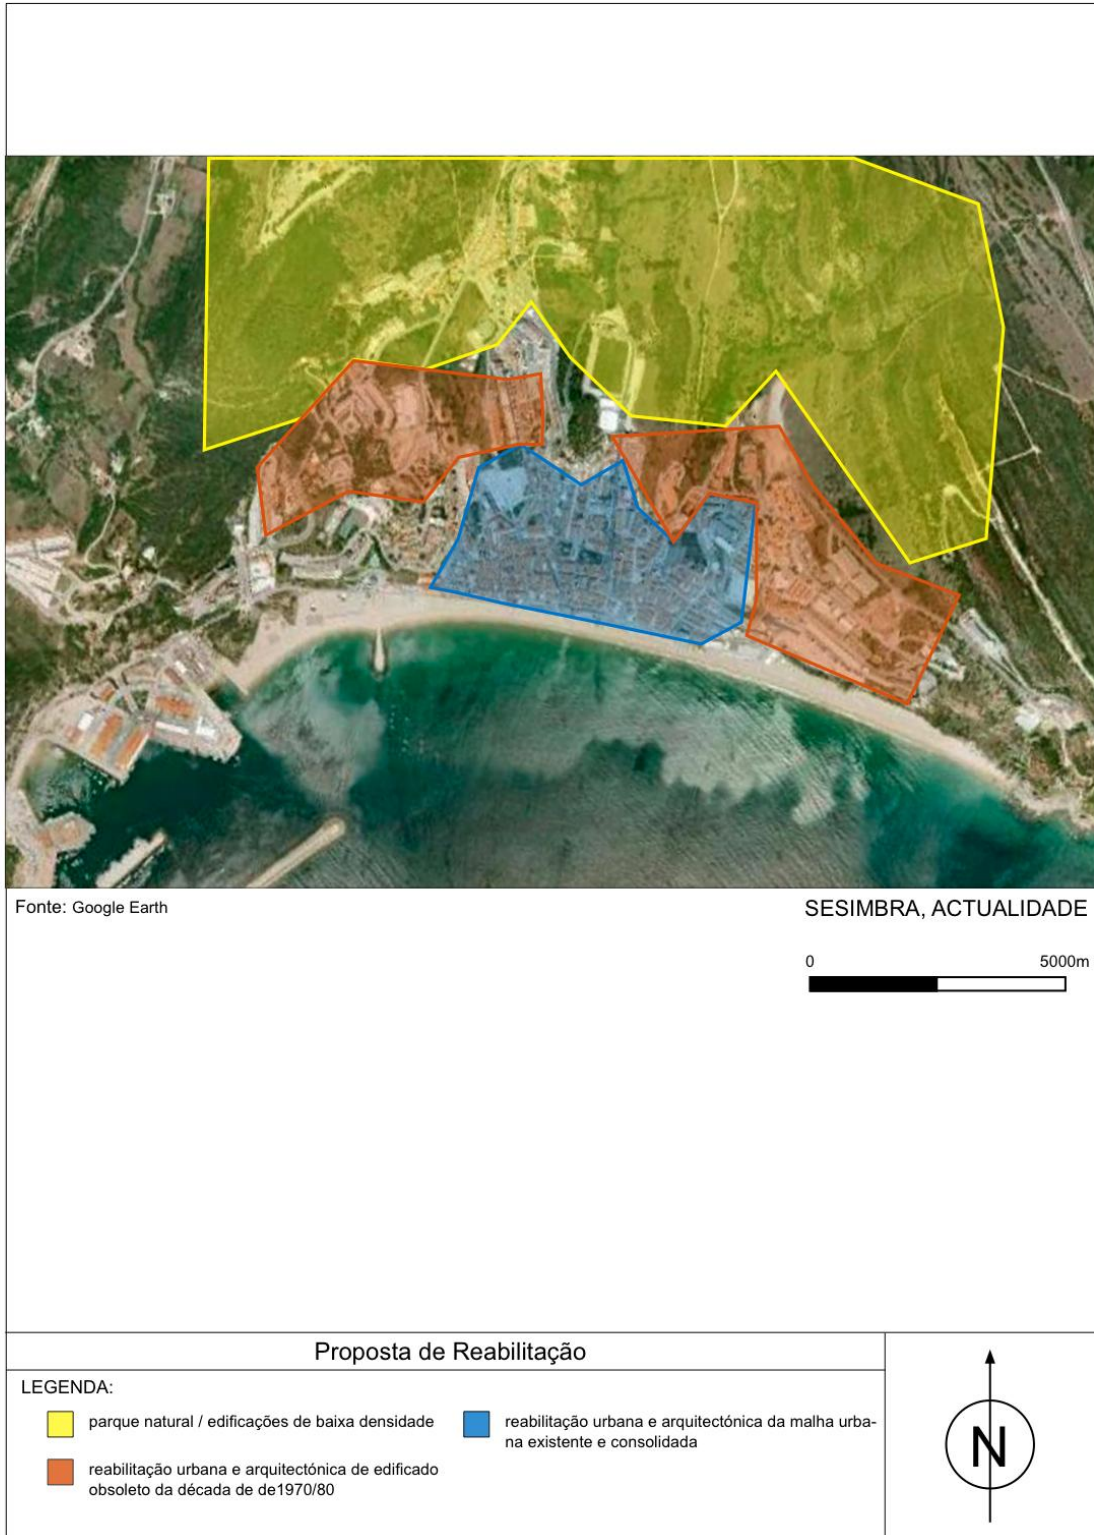 Fonte: Google Earth
SESIMBRA, ACTUALIDADE
0 5000m
Proposta de Reabilitação
LEGENDA:
parque natural / edificações de baixa densidade
reabilitação urbana e arquitectónica de edificado
obsoleto da década de de1970/80
reabilitação urbana e arquitectónica da malha urba-
na existente e consolidada
N